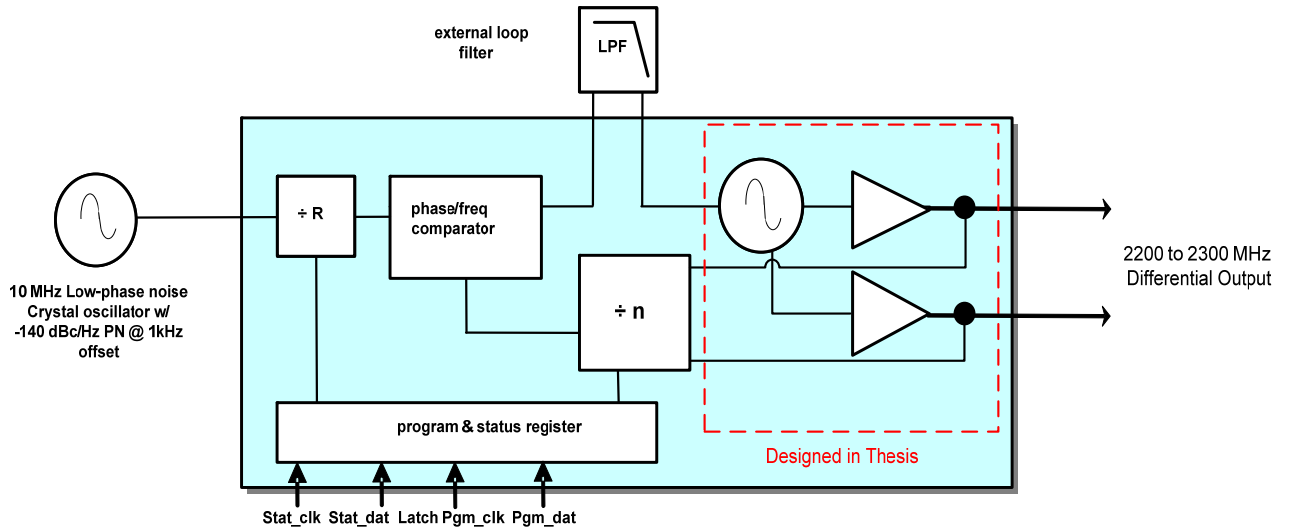 external loop
filter
LPF
÷ R
phase/freq
comparator
÷ n
10 MHz Low-phase noise
Crystal oscillator w/
-140 dBc/Hz PN @ 1kHz
offset
2200 to 2300 MHz
Differential Output
program & status register
Designed in Thesis
Stat_clk Stat_dat Latch Pgm_clk Pgm_dat